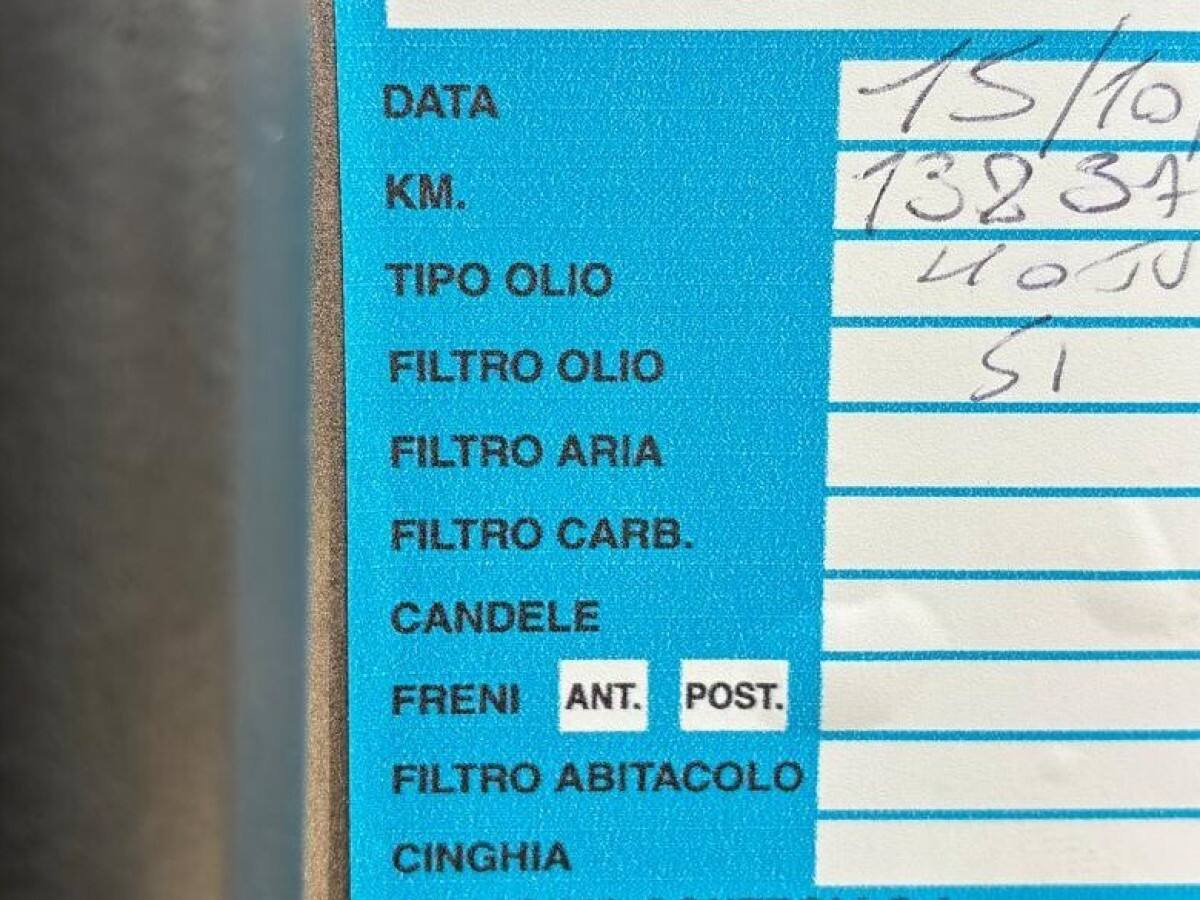 DATA 15/10
KM. 13237
TIPO OLIO
FILTRO OLIO SI
FILTRO ARIA
FILTRO CARB.
CANDELE
FRENI ANT. POST.
FILTRO ABITACOLO
CINGHIA